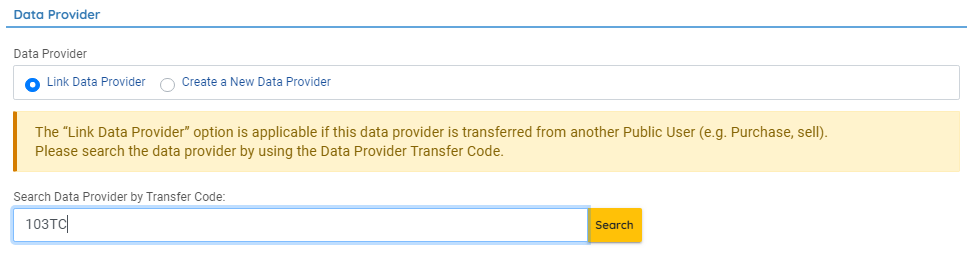 Data Provider
Data Provider
Link Data Provider Create a New Data Provider
The “Link Data Provider” option is applicable if this data provider is transferred from another Public User (e.g. Purchase, sell).
Please search the data provider by using the Data Provider Transfer Code.
Search Data Provider by Transfer Code:
103TC Search